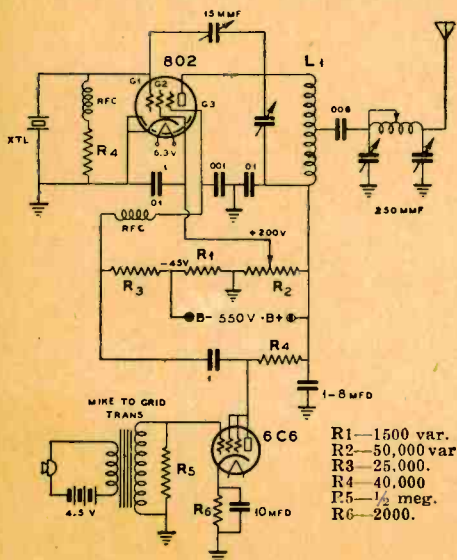 15 MMF
802
L1
G1
G2
G3
RFC
XTL
R4
6.3 V
.1
.01
.001
.01
.006
250 MMF
RFC
+200V
-45V
R1
R3
R2
B- 550 V · B+
.1
R4
1-8 MFD
MIKE TO GRID
TRANS
6C6
4.5 V
R5
R6
10 MFD
R1—1500 var.
R2—50,000 var
R3—25,000.
R4—40,000
R5—½ meg.
R6—2000.